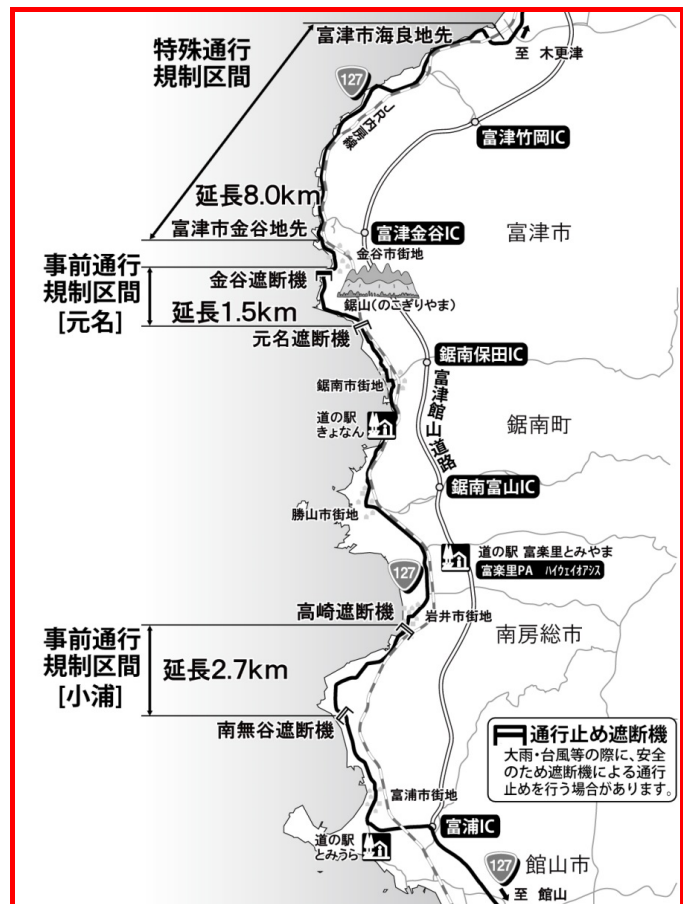 富津市海良地先
至 木更津
特殊通行
規制区間
127
JR内房線
富津竹岡IC
延長8.0km
富津市金谷地先
富津金谷IC
富津市
金谷市街地
事前通行
規制区間
[元名]
金谷遮断機
延長1.5km
鋸山(のこぎりやま)
元名遮断機
鋸南保田IC
鋸南市街地
富津館山道路
道の駅
きょなん
鋸南町
鋸南富山IC
勝山市街地
道の駅 富楽里とみやま
富楽里PA ハイウェイオアシス
127
高崎遮断機
岩井市街地
事前通行
規制区間
[小浦]
延長2.7km
南房総市
南無谷遮断機
通行止め遮断機
大雨・台風等の際に、安全
のため遮断機による通行
止めを行う場合があります。
富浦市街地
富浦IC
道の駅
とみうら
127
館山市
至 館山